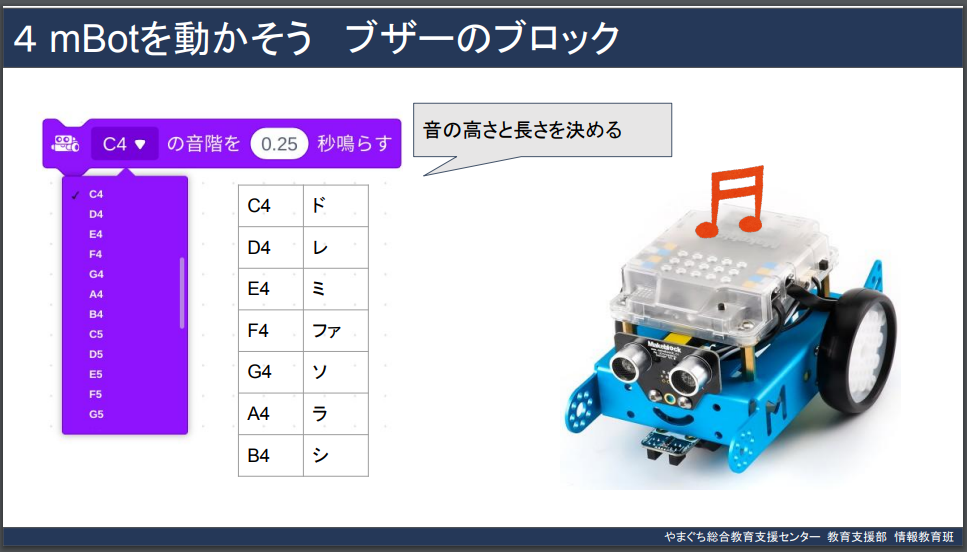 4 mBotを動かそう　ブザーのブロック
音の高さと長さを決める
C4 の音階を 0.25 秒鳴らす
✓ C4
D4
E4
F4
G4
A4
B4
C5
D5
E5
F5
G5
C4 ド
D4 レ
E4 ミ
F4 ファ
G4 ソ
A4 ラ
B4 シ
Makeblock
M
やまぐち総合教育支援センター 教育支援部 情報教育班